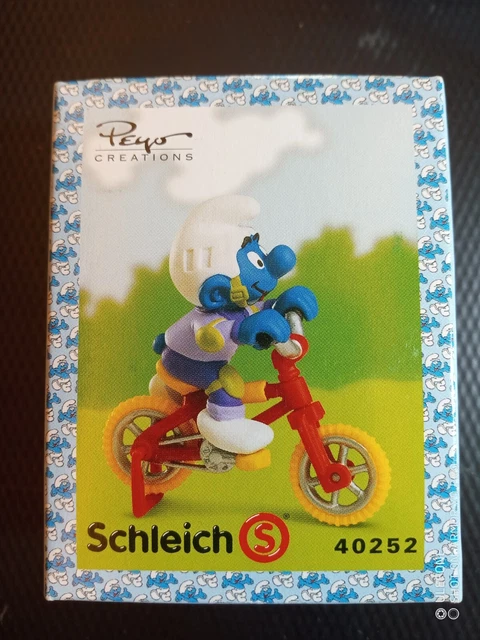 Peyo
CREATIONS
Schleich S ®
40252